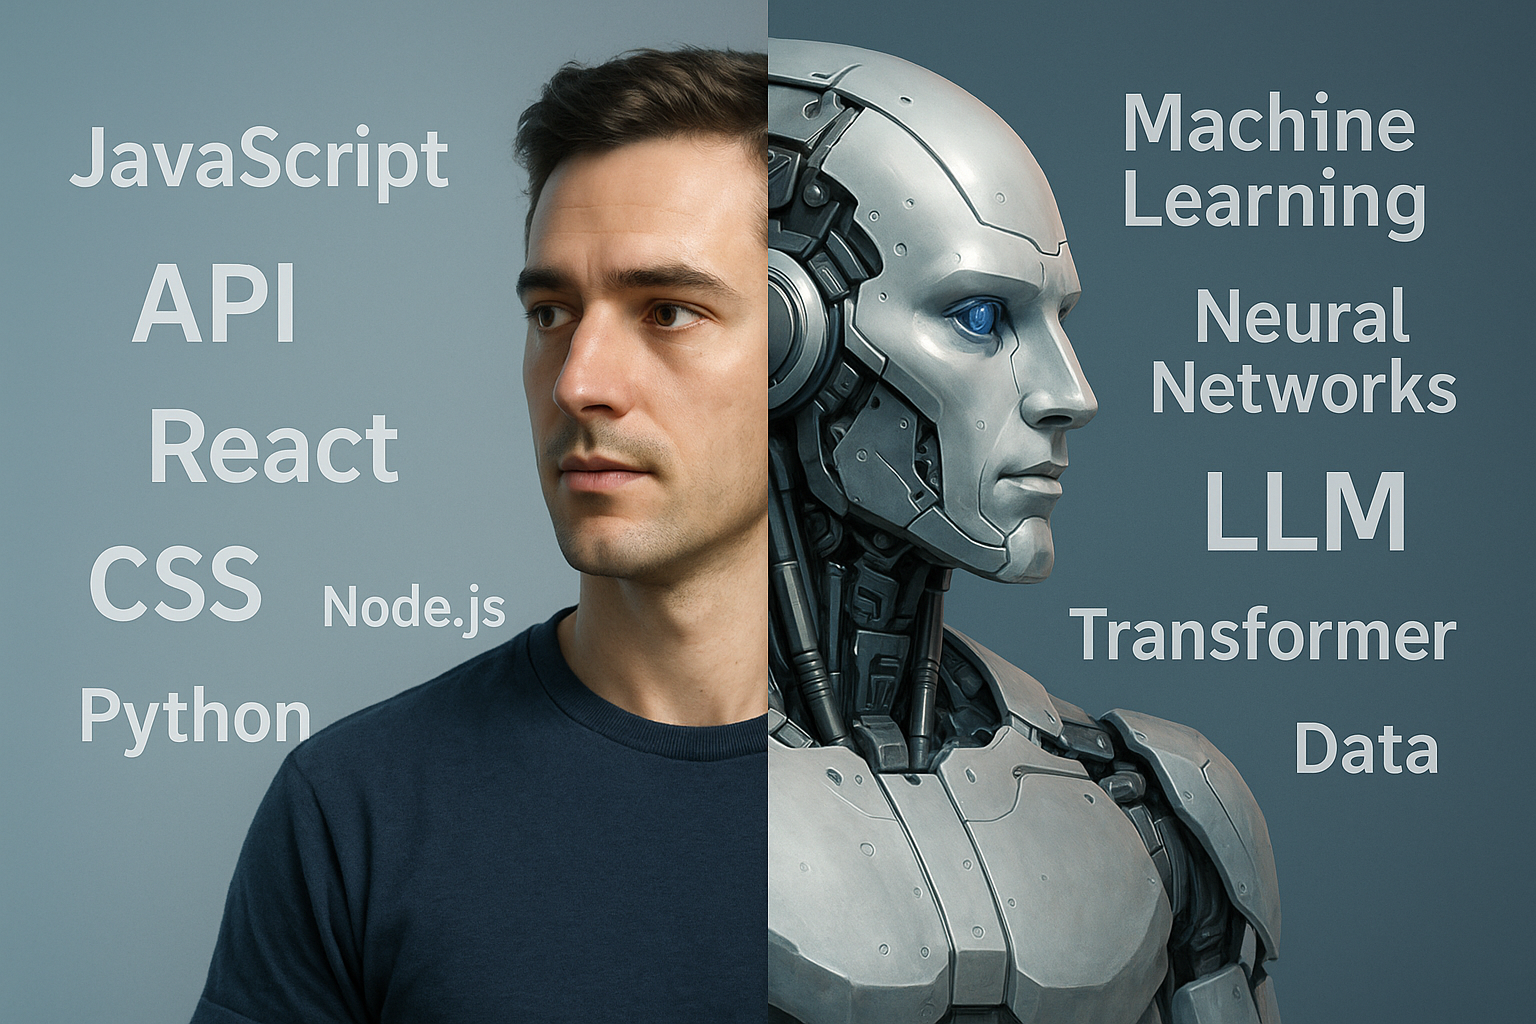 JavaScript
API
React
CSS
Node.js
Python
Machine
Learning
Neural
Networks
LLM
Transformer
Data